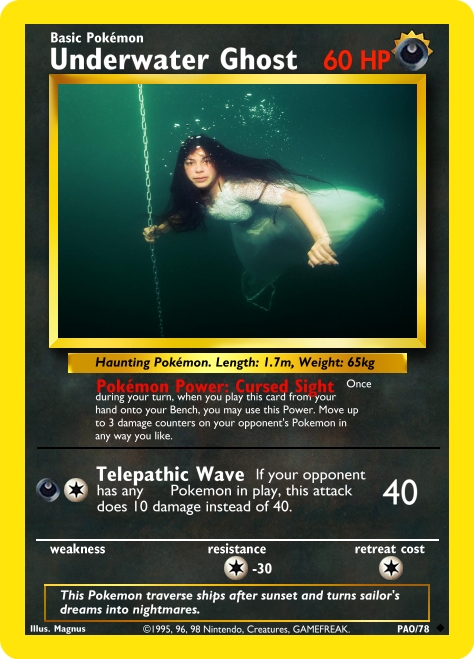 Basic Pokémon
Underwater Ghost 60 HP
Haunting Pokémon. Length: 1.7m, Weight: 65kg
Pokémon Power: Cursed Sight Once
during your turn, when you play this card from your
hand onto your Bench, you may use this Power. Move up
to 3 damage counters on your opponent's Pokemon in
any way you like.
Telepathic Wave If your opponent
has any Pokemon in play, this attack
does 10 damage instead of 40.
40
weakness resistance retreat cost
-30
This Pokemon traverse ships after sunset and turns sailor's
dreams into nightmares.
Illus. Magnus ©1995, 96, 98 Nintendo, Creatures, GAMEFREAK. PAO/78